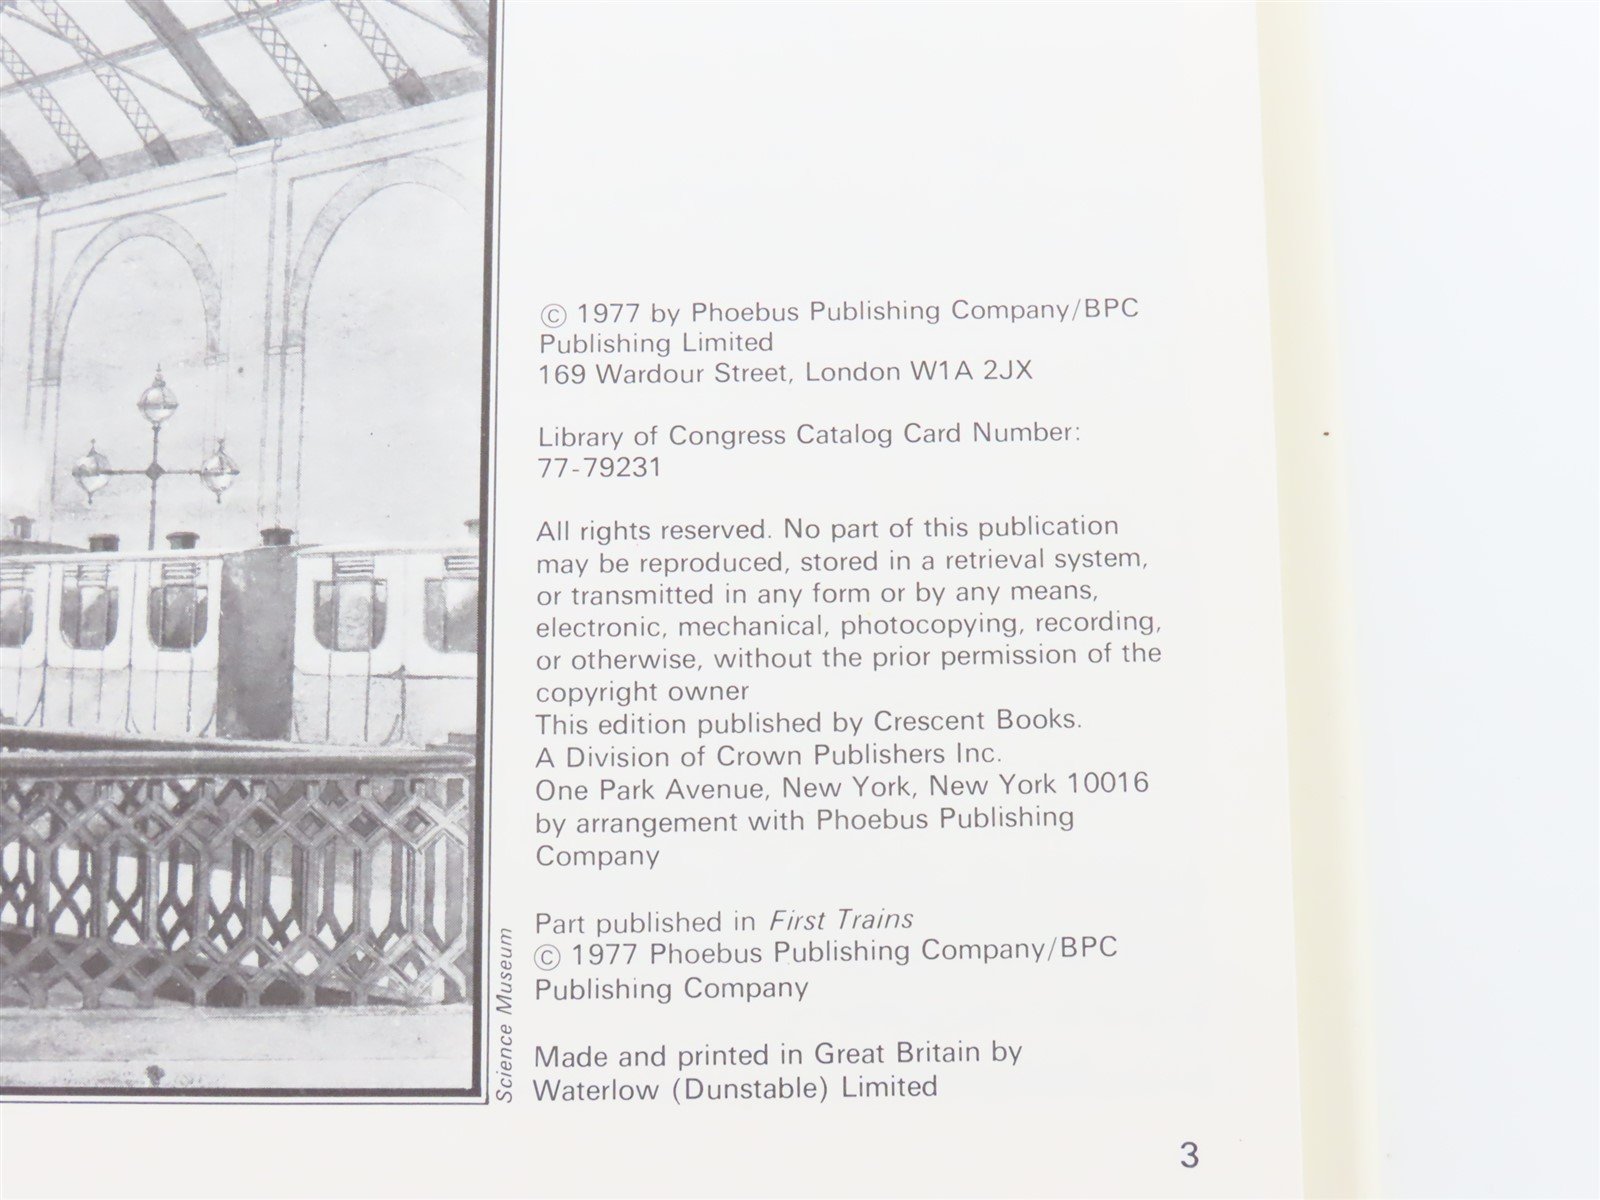 © 1977 by Phoebus Publishing Company/BPC
Publishing Limited
169 Wardour Street, London W1A 2JX
Library of Congress Catalog Card Number:
77-79231
All rights reserved. No part of this publication
may be reproduced, stored in a retrieval system,
or transmitted in any form or by any means,
electronic, mechanical, photocopying, recording,
or otherwise, without the prior permission of the
copyright owner
This edition published by Crescent Books.
A Division of Crown Publishers Inc.
One Park Avenue, New York, New York 10016
by arrangement with Phoebus Publishing
Company
Part published in First Trains
© 1977 Phoebus Publishing Company/BPC
Publishing Company
Made and printed in Great Britain by
Waterlow (Dunstable) Limited
Science Museum
3